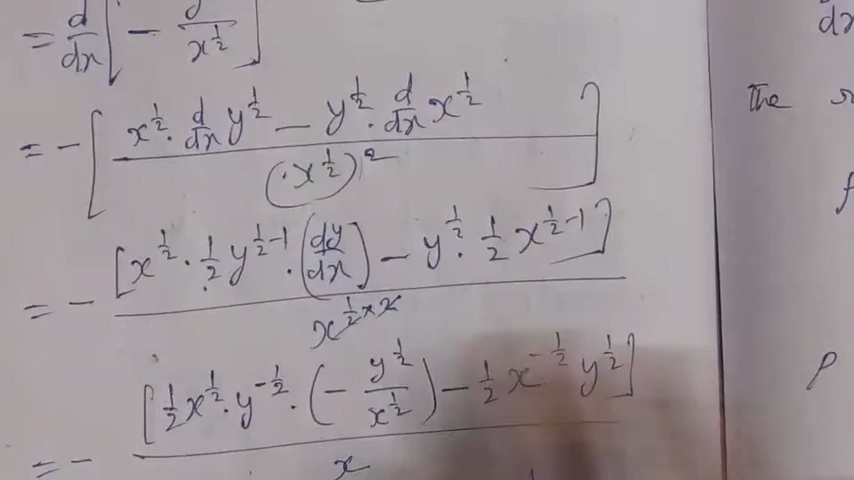 = d/dx [ - y/x^{1/2} ]
= - [ x^{1/2} . d/dx y^{1/2} - y^{1/2} . d/dx x^{1/2} / (x^{1/2})^2 ]
= - [ x^{1/2} . 1/2 y^{1/2-1} . (dy/dx) - y^{1/2} . 1/2 x^{1/2-1} ] / x^{1/2×2}
= - [ 1/2 x^{1/2} . y^{-1/2} . (- y^{1/2}/x^{1/2}) - 1/2 x^{-1/2} y^{1/2} ] / x
dx
The
f
P